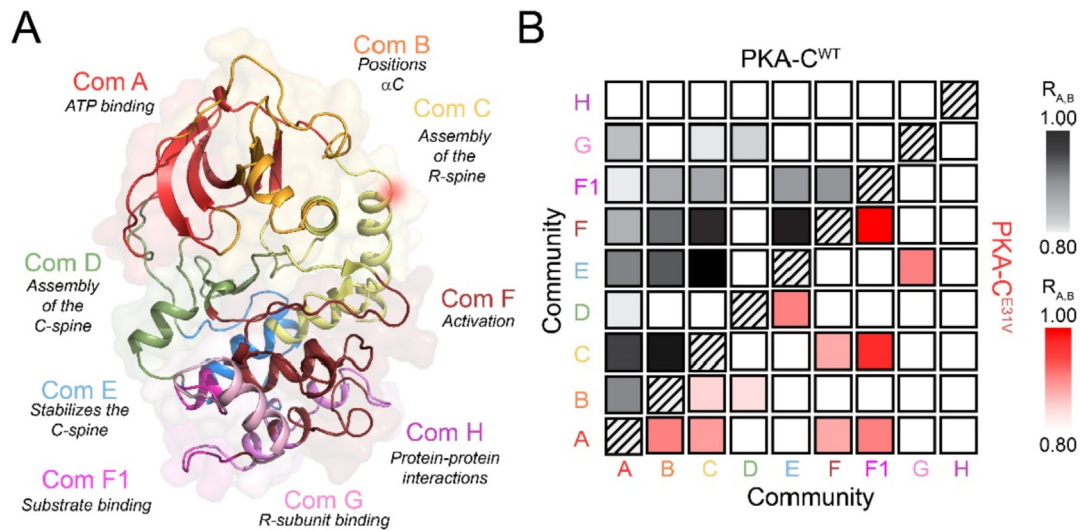 A
Com A
ATP binding
Com B
Positions
αC
Com C
Assembly
of the
R-spine
Com D
Assembly
of the
C-spine
Com F
Activation
Com E
Stabilizes the
C-spine
Com H
Protein-protein
interactions
Com F1
Substrate binding
Com G
R-subunit binding
B
PKA-C^WT
Community
H
G
F1
F
E
D
C
B
A
A B C D E F F1 G H
Community
PKA-C^E31V
R_A,B
1.00
0.80
R_A,B
1.00
0.80